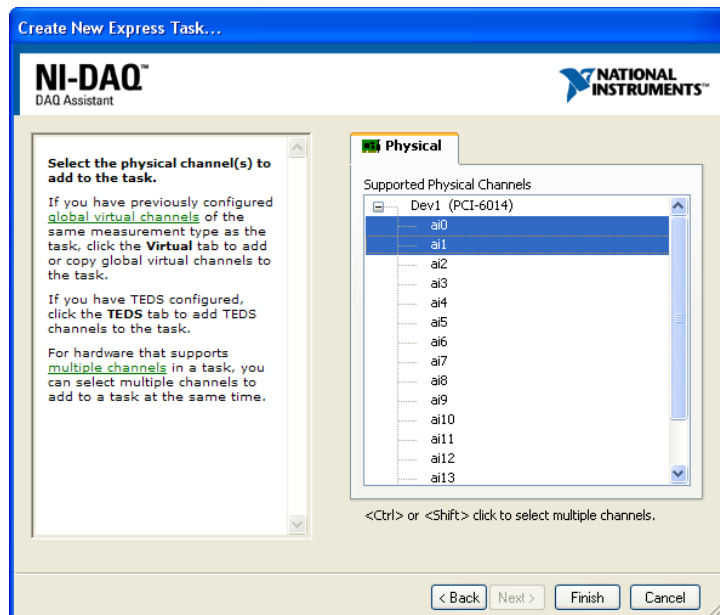 Create New Express Task...
NI-DAQ™
DAQ Assistant
NATIONAL
INSTRUMENTS™
Select the physical channel(s) to
add to the task.
If you have previously configured
global virtual channels of the
same measurement type as the
task, click the Virtual tab to add
or copy global virtual channels to
the task.
If you have TEDS configured,
click the TEDS tab to add TEDS
channels to the task.
For hardware that supports
multiple channels in a task, you
can select multiple channels to
add to a task at the same time.
Physical
Supported Physical Channels
Dev1 (PCI-6014)
ai0
ai1
ai2
ai3
ai4
ai5
ai6
ai7
ai8
ai9
ai10
ai11
ai12
ai13
<Ctrl> or <Shift> click to select multiple channels.
< Back Next > Finish Cancel